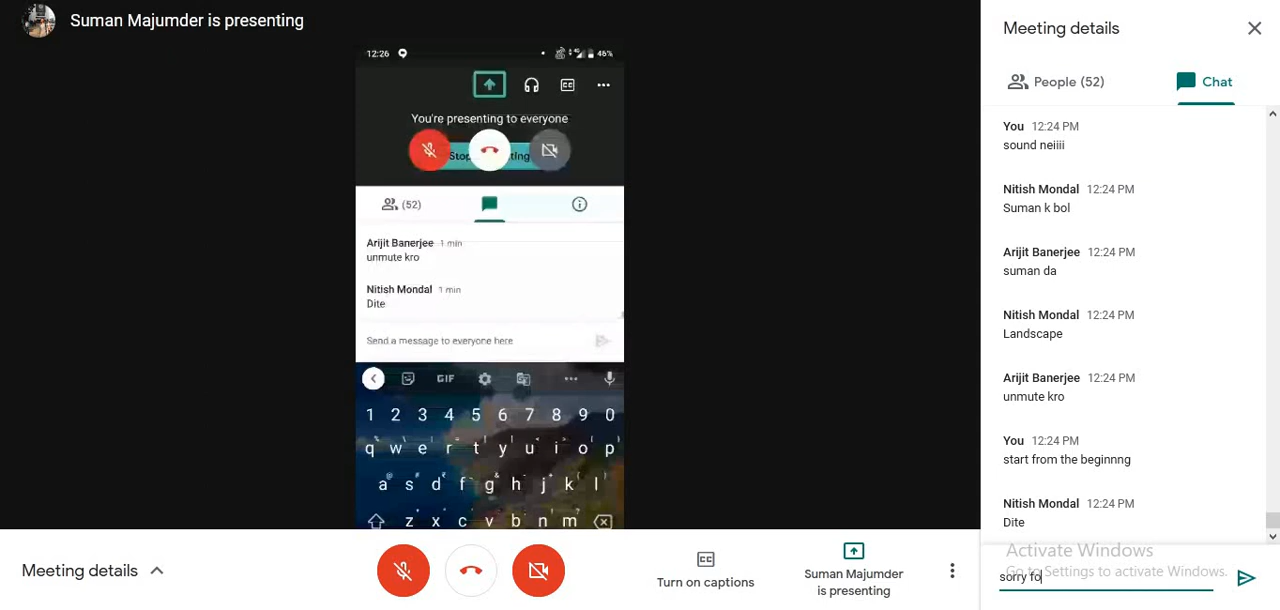 Suman Majumder is presenting
12:26
46%
You're presenting to everyone
Stop
ting
(52)
Arijit Banerjee 1 min
unmute kro
Nitish Mondal 1 min
Dite
Send a message to everyone here
GIF
1 2 3 4 5 6 7 8 9 0
q w e r t y u i o p
a s d f g h j k l
z x c v b n m
Meeting details
Turn on captions
Suman Majumder
is presenting
Meeting details
People (52)
Chat
You 12:24 PM
sound neiiii
Nitish Mondal 12:24 PM
Suman k bol
Arijit Banerjee 12:24 PM
suman da
Nitish Mondal 12:24 PM
Landscape
Arijit Banerjee 12:24 PM
unmute kro
You 12:24 PM
start from the beginnng
Nitish Mondal 12:24 PM
Dite
Activate Windows
Go to Settings to activate Windows.
sorry fo